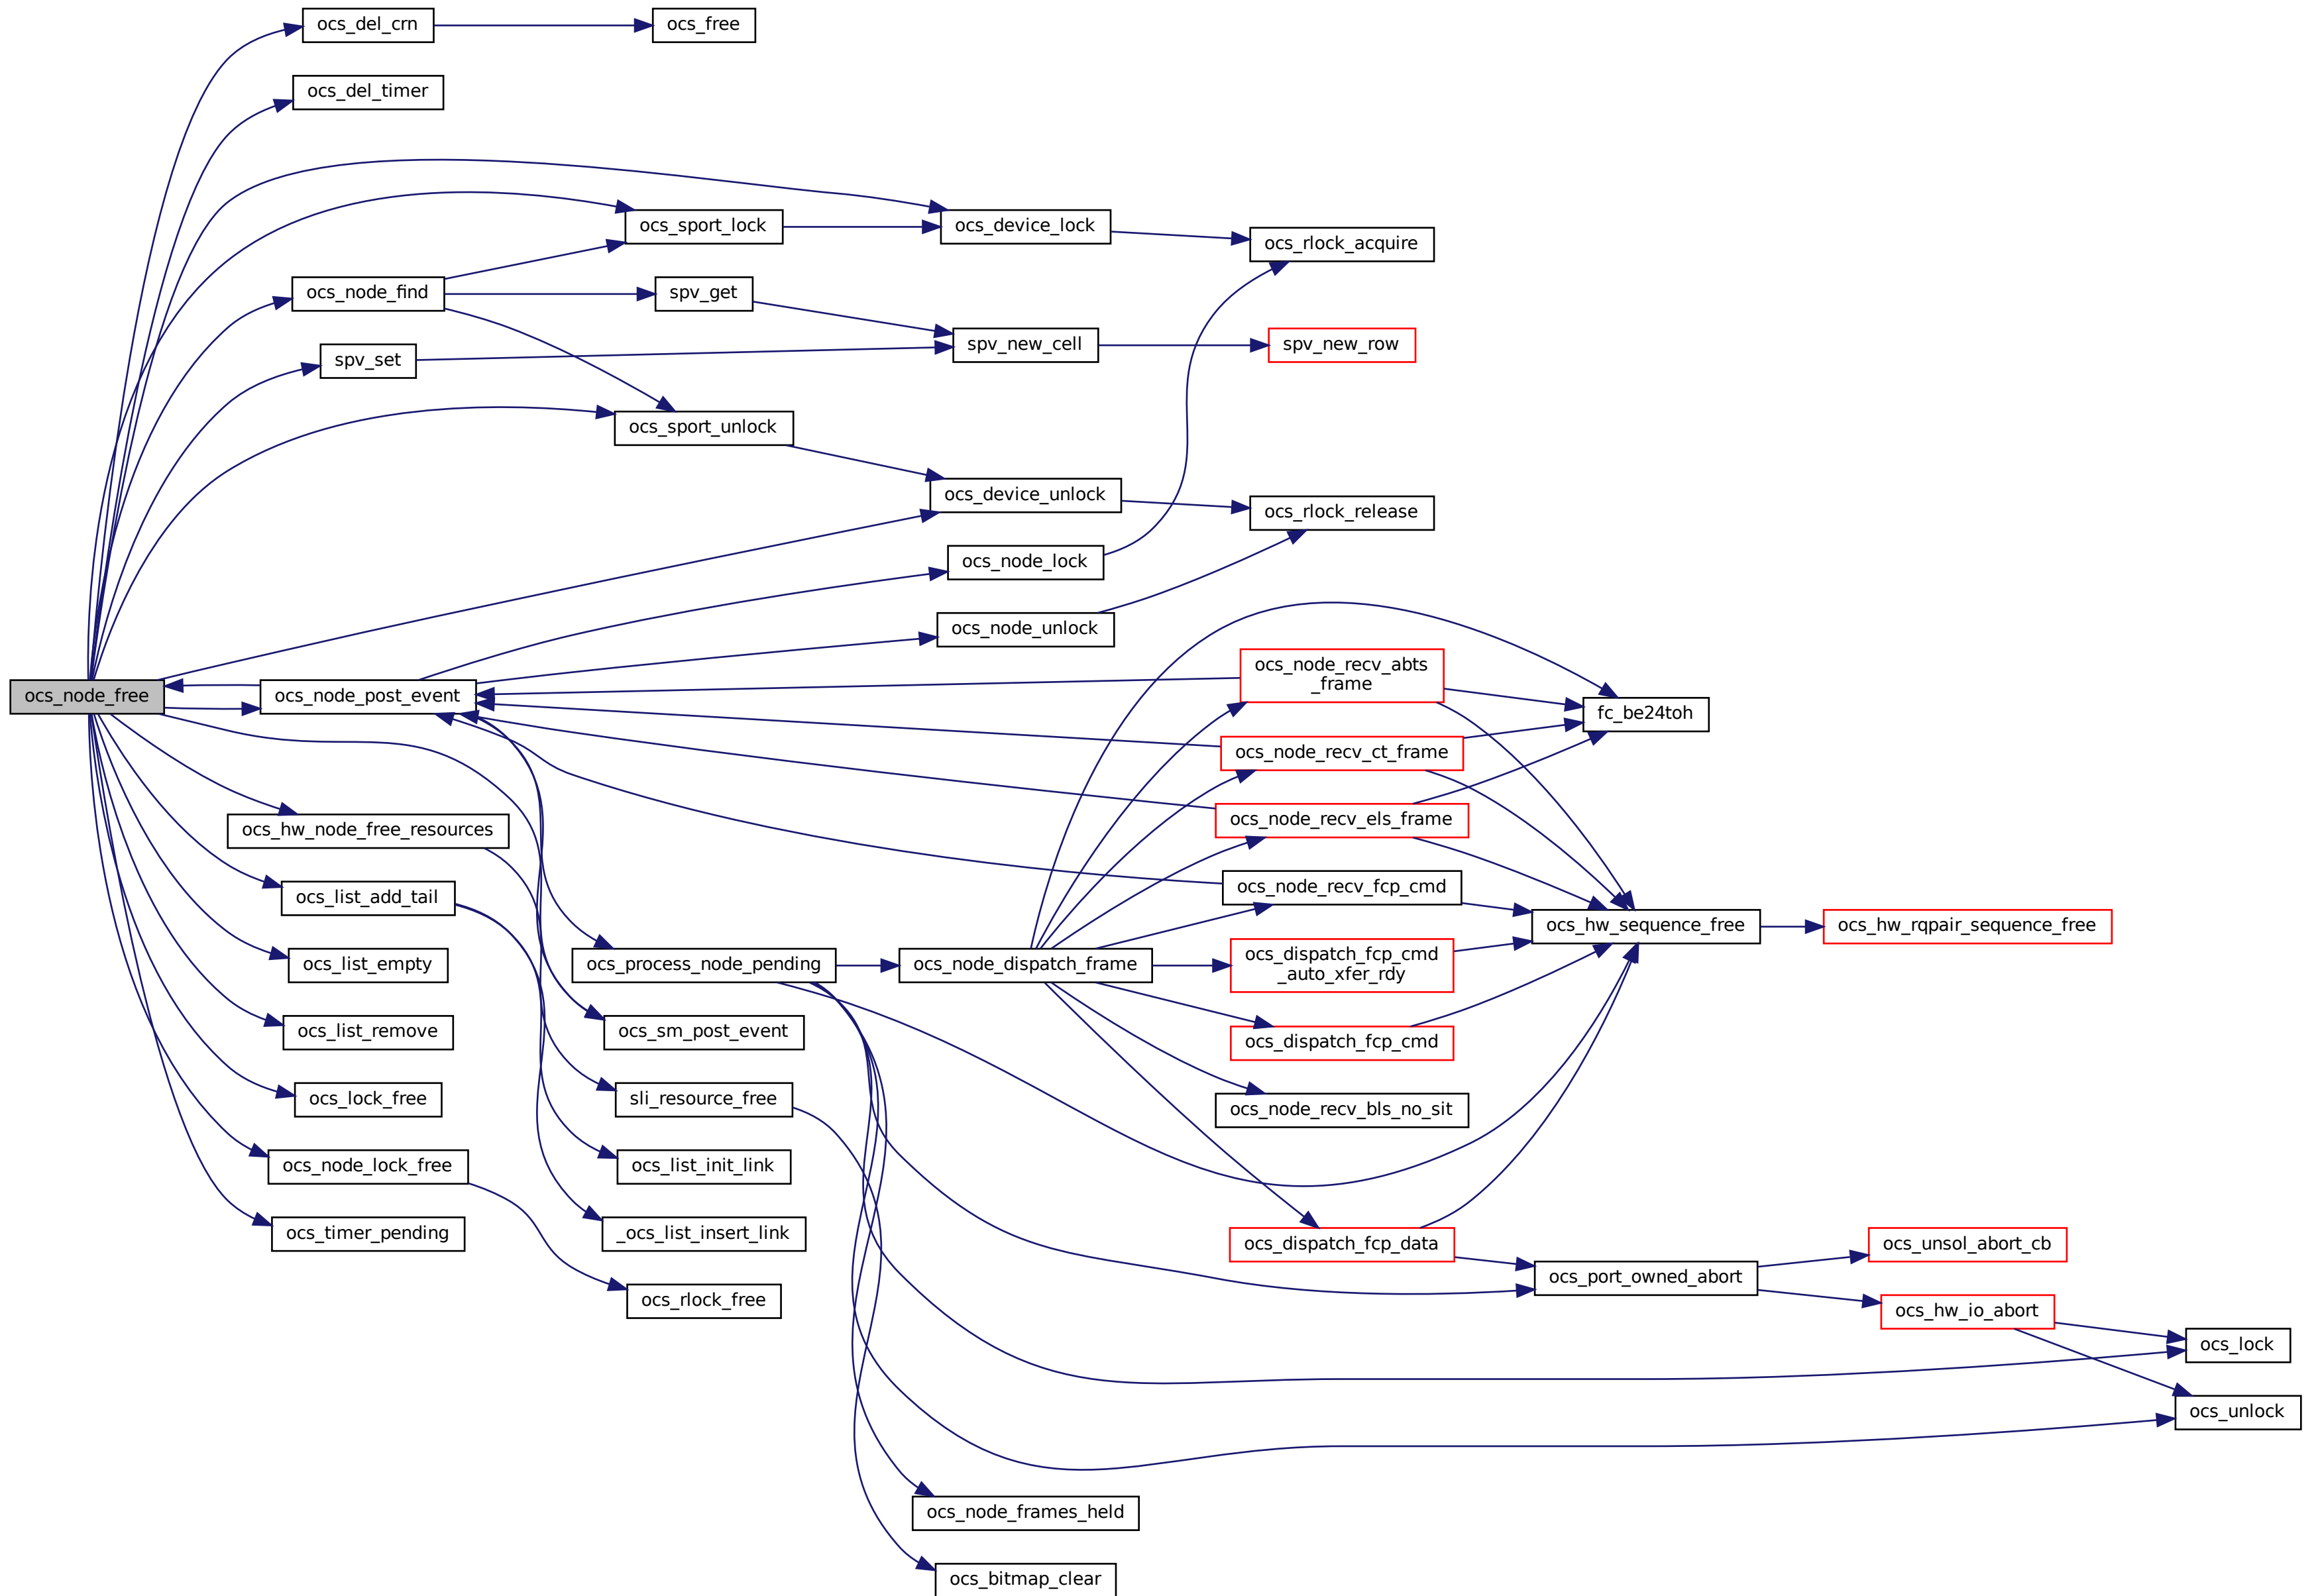 ocs_del_crn
ocs_free
ocs_del_timer
ocs_sport_lock
ocs_device_lock
ocs_rlock_acquire
ocs_node_find
spv_get
spv_new_cell
spv_new_row
spv_set
ocs_sport_unlock
ocs_device_unlock
ocs_rlock_release
ocs_node_lock
ocs_node_unlock
ocs_node_free
ocs_node_post_event
ocs_node_recv_abts
_frame
fc_be24toh
ocs_node_recv_ct_frame
ocs_hw_node_free_resources
ocs_node_recv_els_frame
ocs_list_add_tail
ocs_node_recv_fcp_cmd
ocs_hw_sequence_free
ocs_hw_rqpair_sequence_free
ocs_list_empty
ocs_process_node_pending
ocs_node_dispatch_frame
ocs_dispatch_fcp_cmd
_auto_xfer_rdy
ocs_list_remove
ocs_sm_post_event
ocs_dispatch_fcp_cmd
ocs_lock_free
sli_resource_free
ocs_node_recv_bls_no_sit
ocs_node_lock_free
ocs_list_init_link
ocs_timer_pending
_ocs_list_insert_link
ocs_dispatch_fcp_data
ocs_unsol_abort_cb
ocs_port_owned_abort
ocs_rlock_free
ocs_hw_io_abort
ocs_lock
ocs_unlock
ocs_node_frames_held
ocs_bitmap_clear